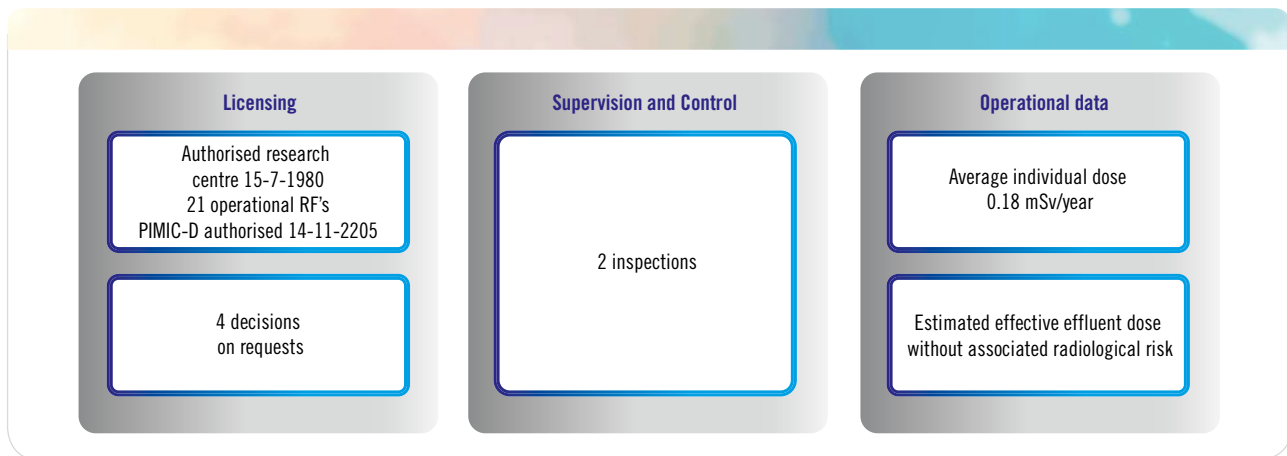 Licensing
Authorised research
centre 15-7-1980
21 operational RF's
PIMIC-D authorised 14-11-2205
4 decisions
on requests
Supervision and Control
2 inspections
Operational data
Average individual dose
0.18 mSv/year
Estimated effective effluent dose
without associated radiological risk